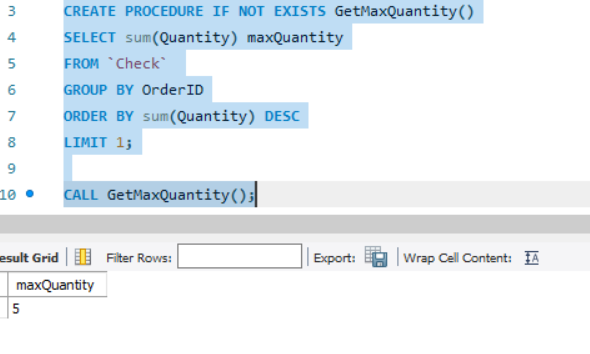 3 CREATE PROCEDURE IF NOT EXISTS GetMaxQuantity()
4 SELECT sum(Quantity) maxQuantity
5 FROM `Check`
6 GROUP BY OrderID
7 ORDER BY sum(Quantity) DESC
8 LIMIT 1;
9
10 CALL GetMaxQuantity();
esult Grid Filter Rows: Export: Wrap Cell Content: IA
maxQuantity
5